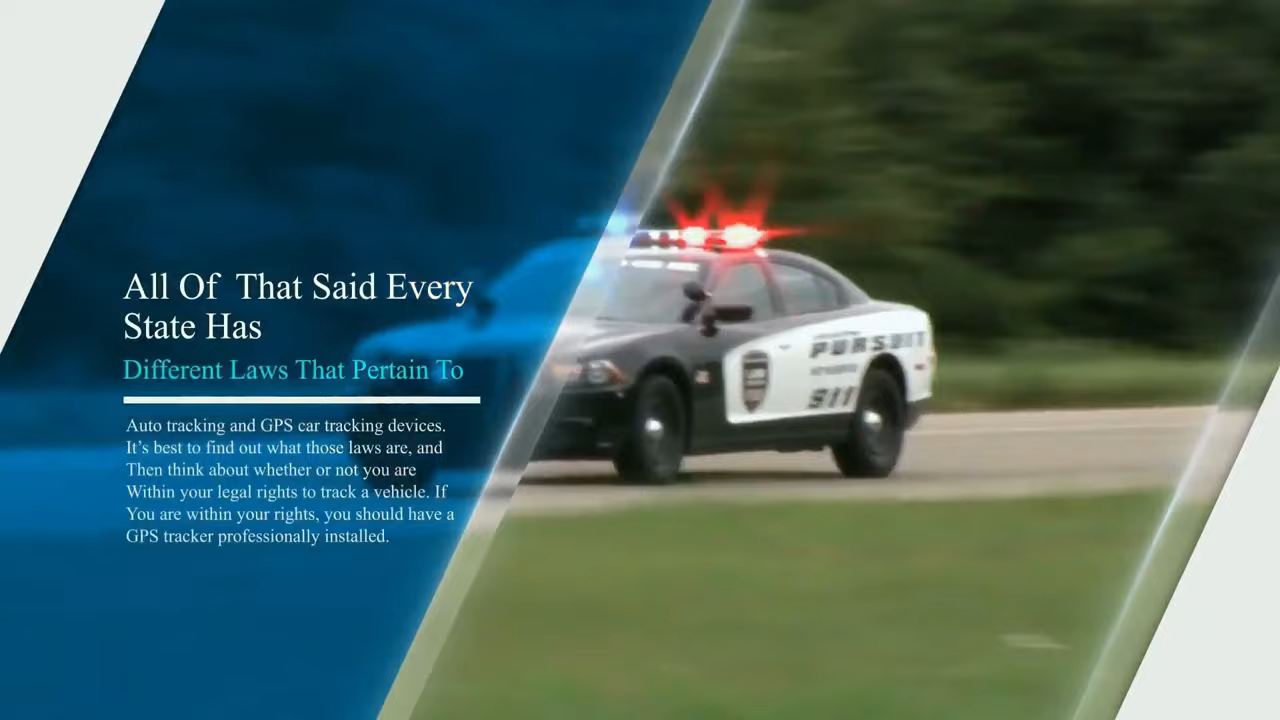 All Of  That Said Every
State Has
Different Laws That Pertain To
Auto tracking and GPS car tracking devices.
It’s best to find out what those laws are, and
Then think about whether or not you are
Within your legal rights to track a vehicle. If
You are within your rights, you should have a
GPS tracker professionally installed.
PURSUIT
911